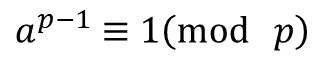 a^{p−1} ≡ 1(mod p)